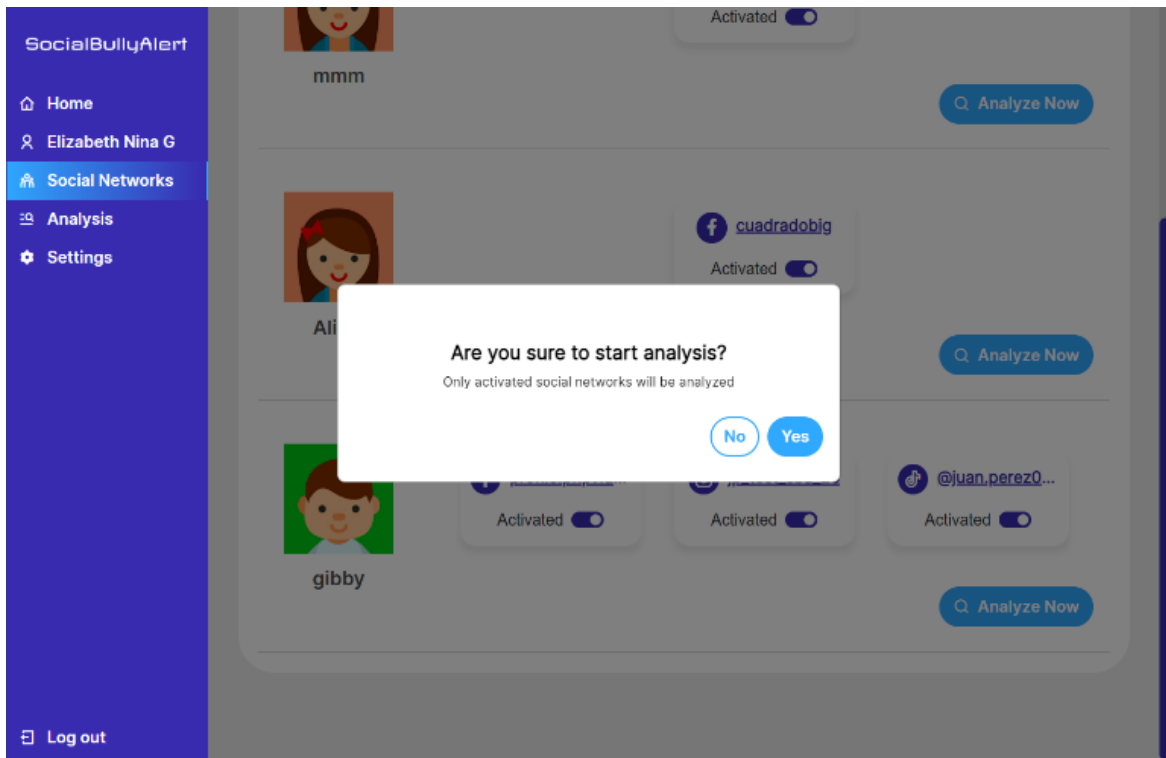 SocialBullyAlert
Home
Elizabeth Nina G
Social Networks
Analysis
Settings
Log out
Activated
mmm
Analyze Now
cuadradobig
Activated
Ali
Analyze Now
Are you sure to start analysis?
Only activated social networks will be analyzed
No
Yes
@juan.perez0...
Activated
Activated
Activated
gibby
Analyze Now